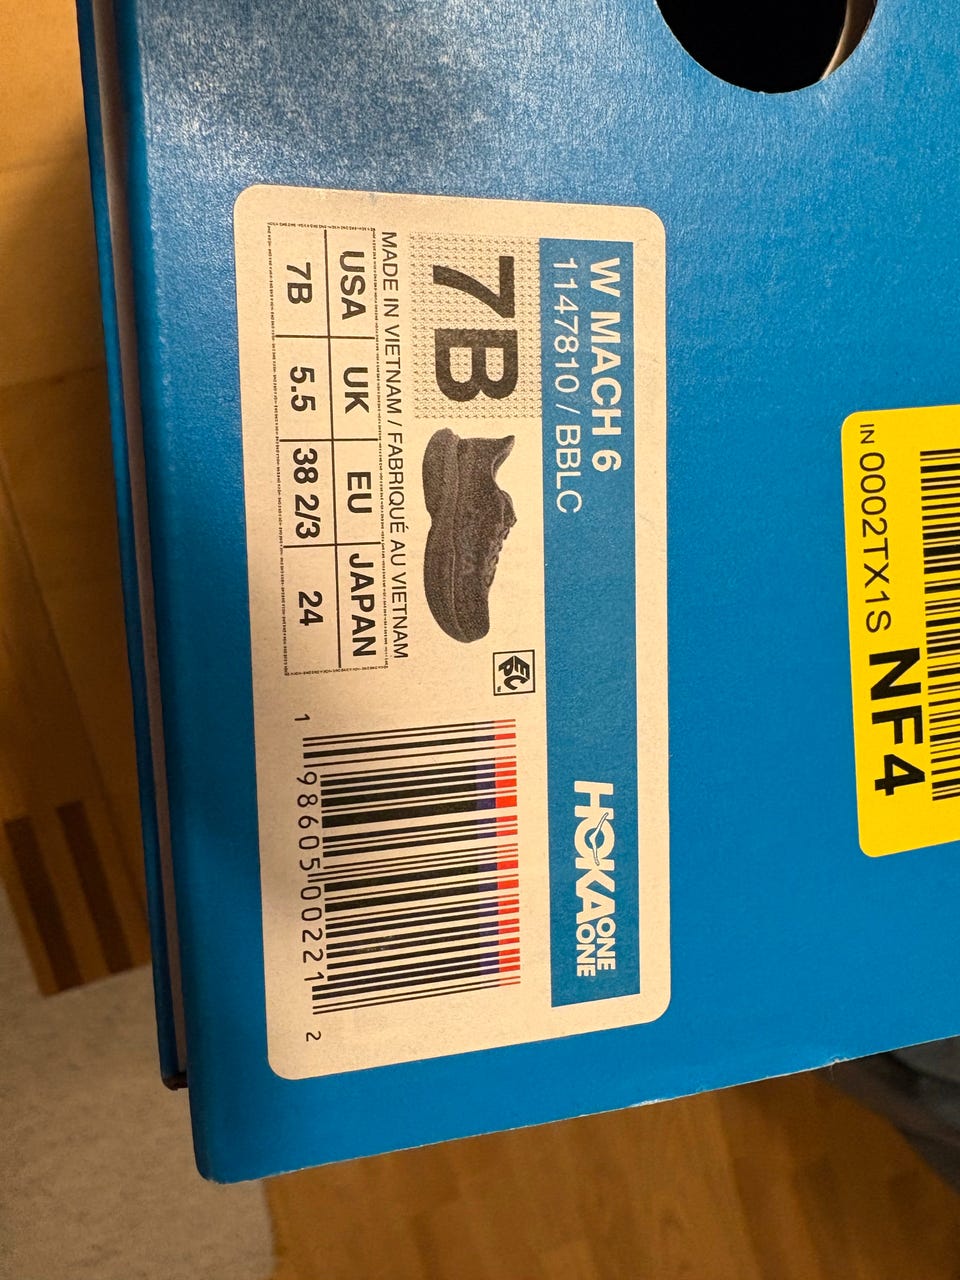 W MACH 6
1147810 / BBLC
HOKA ONE ONE
7B
MADE IN VIETNAM / FABRIQUÉ AU VIETNAM
USA UK EU JAPAN
7B 5.5 38 2/3 24
EPC
1 98605 00221 2
IN 0002TX1S NF4